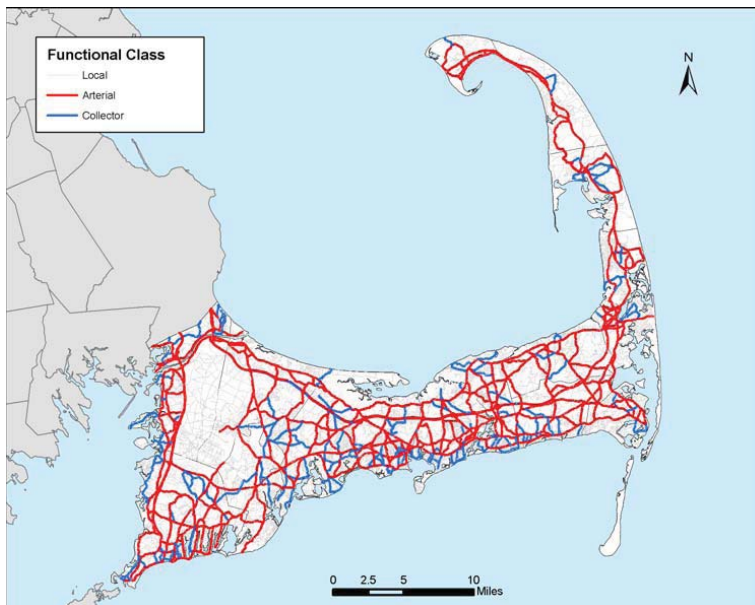 Functional Class
Local
Arterial
Collector
N
0 2.5 5 10
Miles